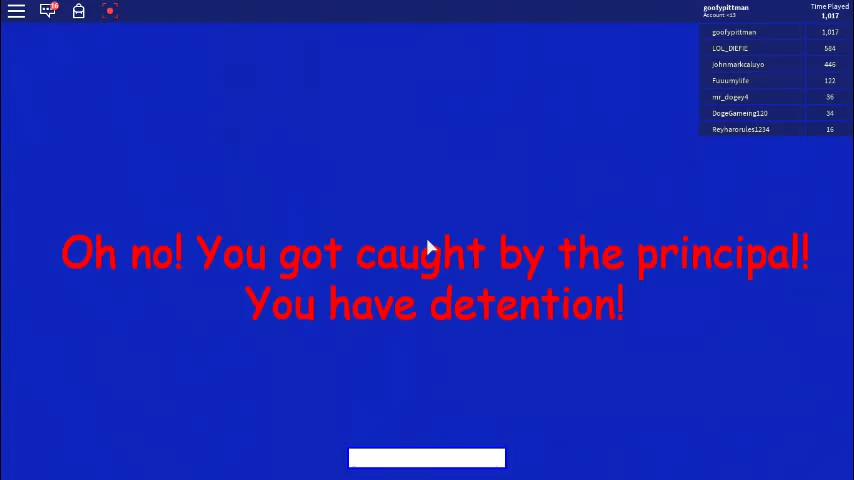 goofypittman
Account <13
Time Played
1,017
goofypittman 1,017
LOL_DIEFIE 584
johnmarkcaluyo 446
Fuuumylife 122
mr_dogey4 36
DogeGameing120 34
Reyharorules1234 16
Oh no! You got caught by the principal!
You have detention!